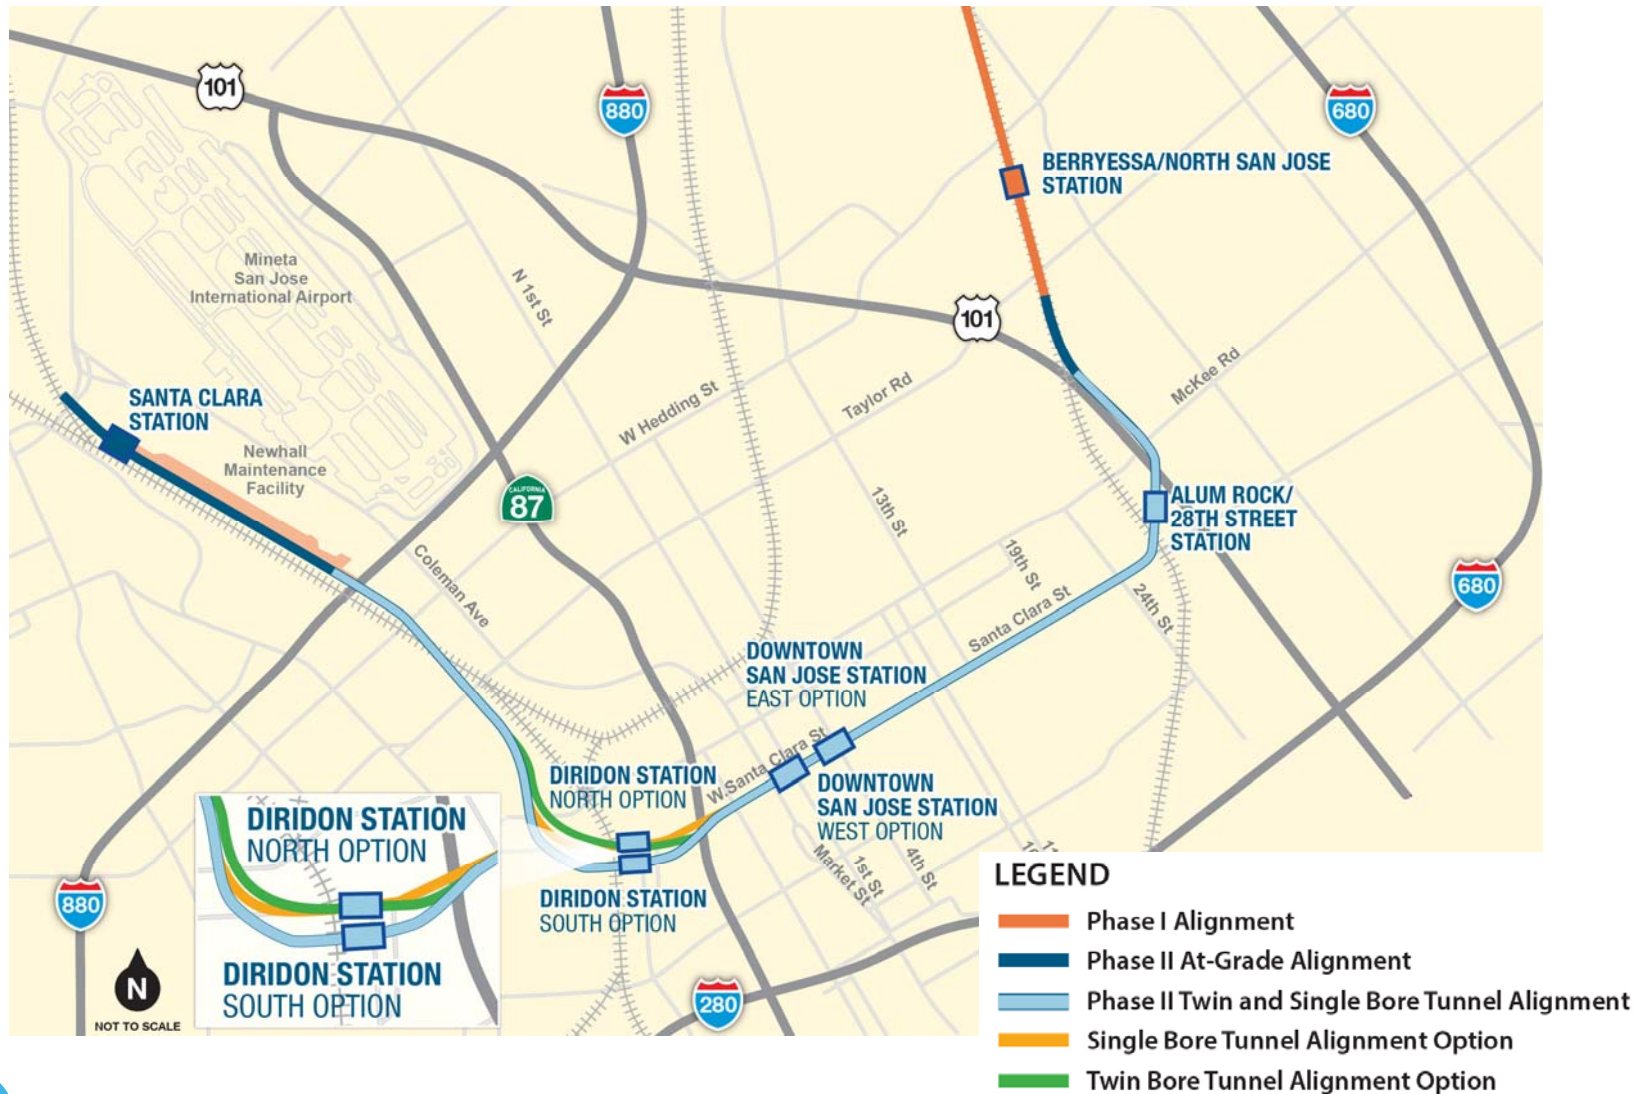 101
880
680
BERRYESSA/NORTH SAN JOSE
STATION
Mineta
San Jose
International Airport
N 1st St
101
SANTA CLARA
STATION
W Hedding St
Taylor Rd
McKee Rd
Newhall
Maintenance
Facility
CALIFORNIA
87
13th St
ALUM ROCK/
28TH STREET
STATION
Coleman Ave
19th St
24th St
680
Santa Clara St
DOWNTOWN
SAN JOSE STATION
EAST OPTION
W.Santa Clara St
DIRIDON STATION
NORTH OPTION
DOWNTOWN
SAN JOSE STATION
WEST OPTION
DIRIDON STATION
NORTH OPTION
Market St
1st St
4th St
880
DIRIDON STATION
SOUTH OPTION
DIRIDON STATION
SOUTH OPTION
N
NOT TO SCALE
280
LEGEND
Phase I Alignment
Phase II At-Grade Alignment
Phase II Twin and Single Bore Tunnel Alignment
Single Bore Tunnel Alignment Option
Twin Bore Tunnel Alignment Option